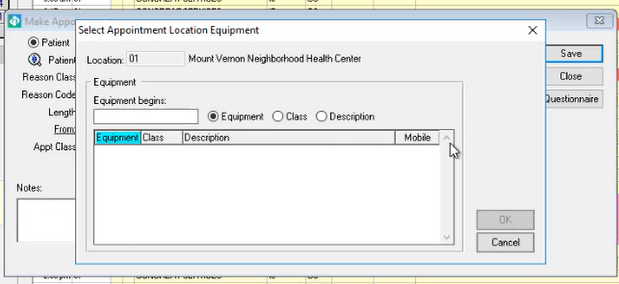 Make Appo
Select Appointment Location Equipment
Patient
Location: 01 Mount Vernon Neighborhood Health Center
Save
Patient
Close
Reason Class
Equipment
Questionnaire
Reason Code
Equipment begins:
Length
Equipment Class Description
From:
Equipment Class Description Mobile
Appt Class
Notes:
OK
Cancel